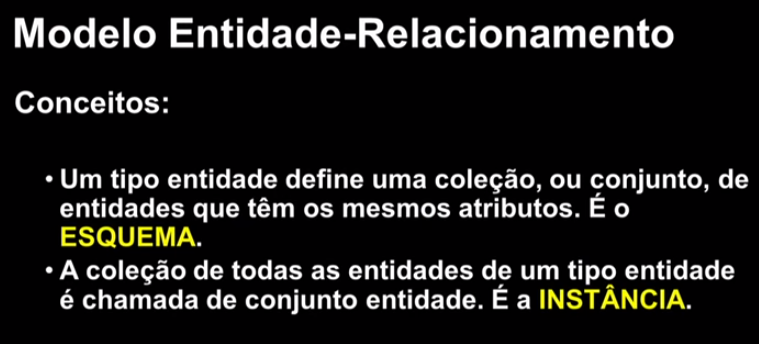 Modelo Entidade-Relacionamento
Conceitos:
• Um tipo entidade define uma coleção, ou conjunto, de
entidades que têm os mesmos atributos. É o
ESQUEMA.
• A coleção de todas as entidades de um tipo entidade
é chamada de conjunto entidade. É a INSTÂNCIA.